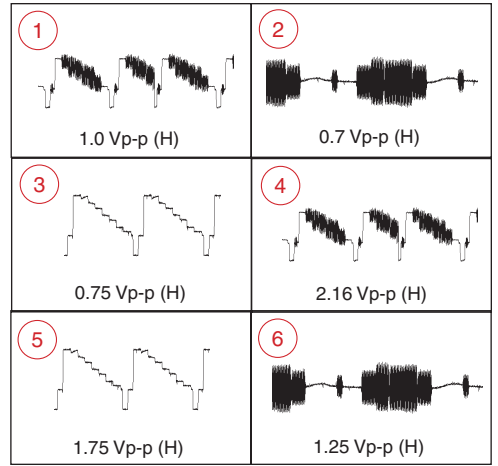 1
1.0 Vp-p (H)
2
0.7 Vp-p (H)
3
0.75 Vp-p (H)
4
2.16 Vp-p (H)
5
1.75 Vp-p (H)
6
1.25 Vp-p (H)